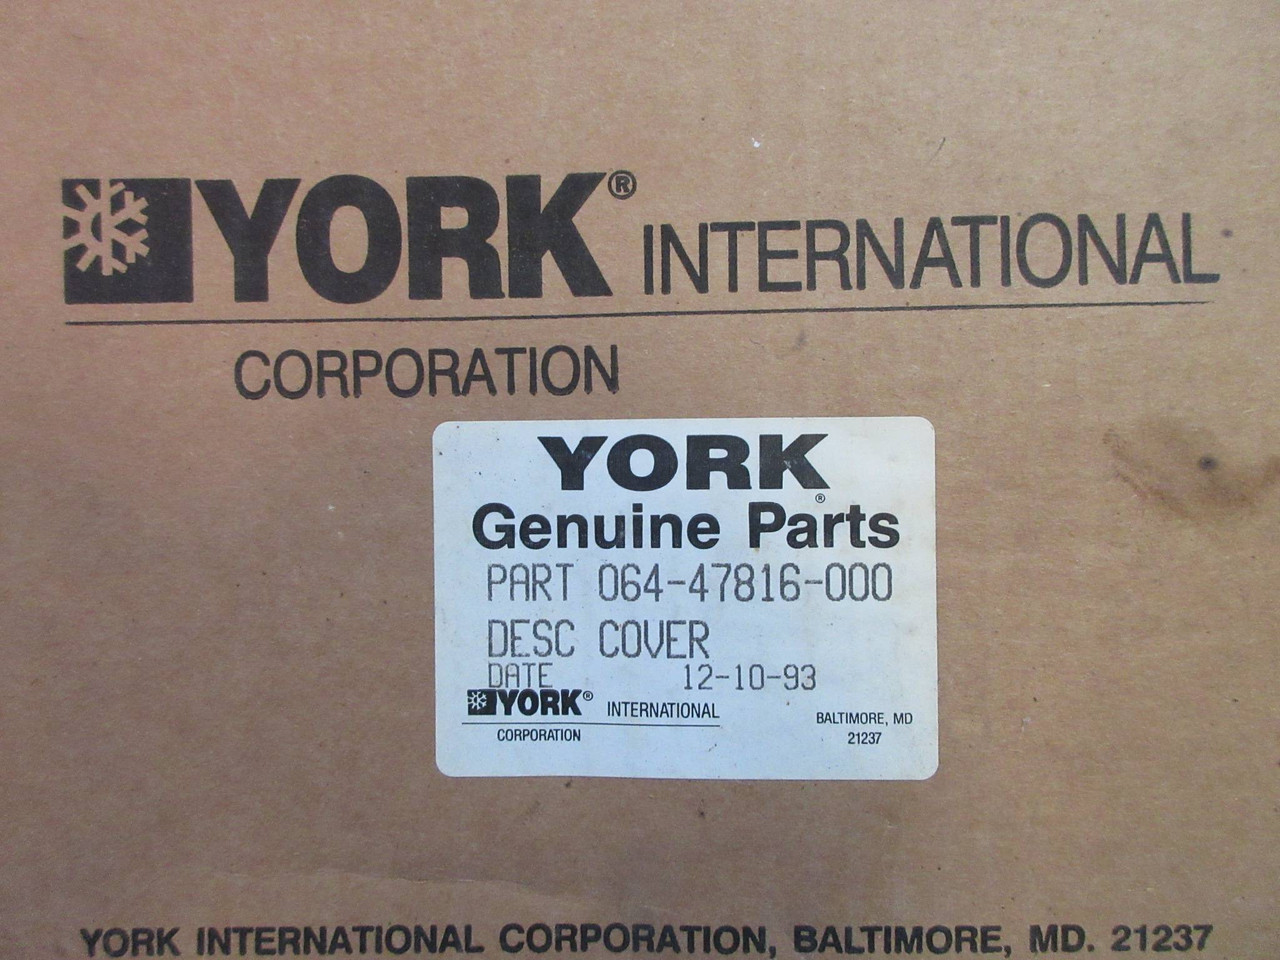 YORK® INTERNATIONAL
CORPORATION
YORK®
Genuine Parts
PART 064-47816-000
DESC COVER
DATE 12-10-93
YORK® INTERNATIONAL
CORPORATION
BALTIMORE, MD
21237
YORK INTERNATIONAL CORPORATION, BALTIMORE, MD. 21237